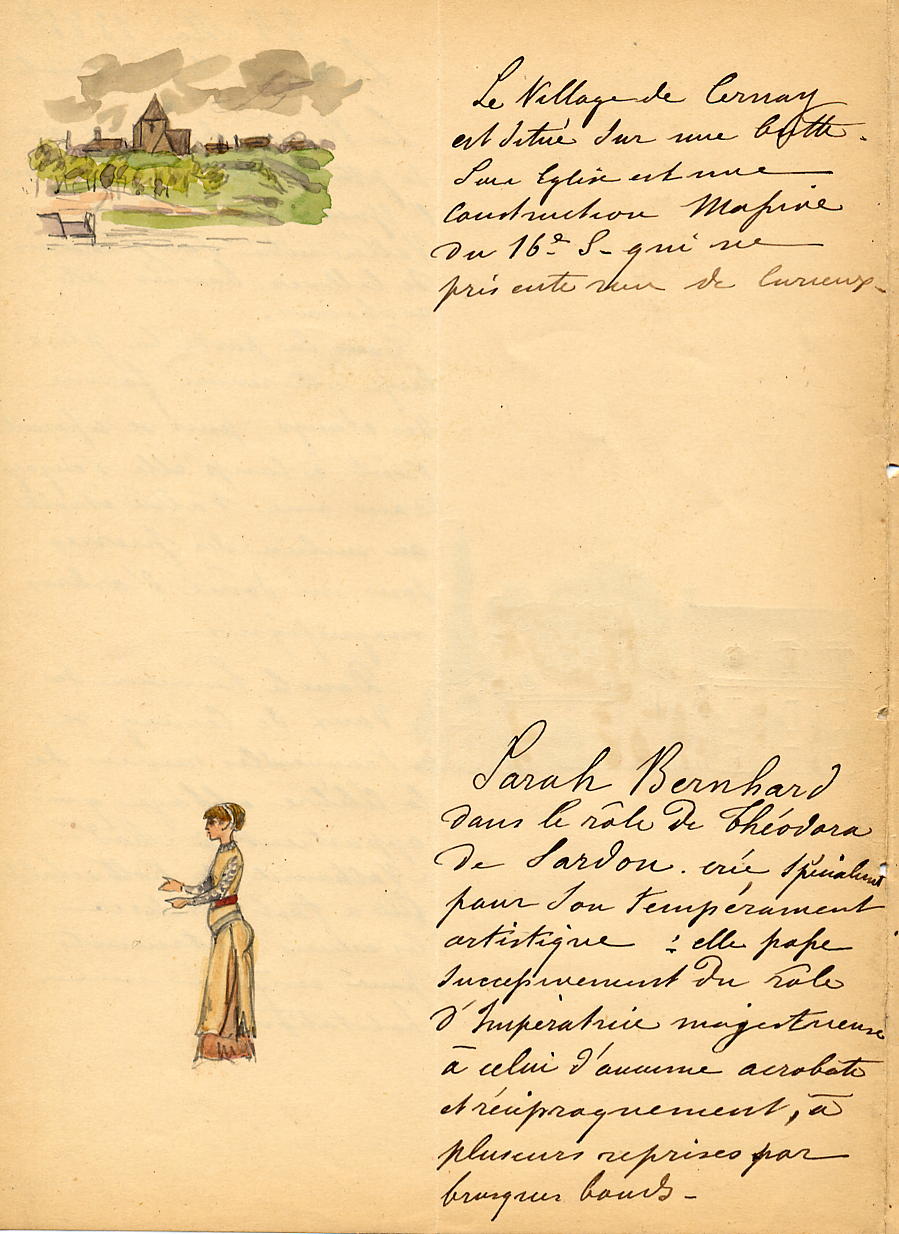 Le Village de Cernay
est situé sur une butte.
Son Eglise est une
Construction Massive
du 16e S- qui ne
présente rien de Curieux-
Sarah Bernhard
dans le rôle de Théodora
de Sardou. créé spécialemt
pour son tempérament
artistique : elle passe
successivement du rôle
d'Impératrice majestueuse
à celui d'ancienne acrobate
et réciproquement, à
plusieurs reprises par
brusques bonds-